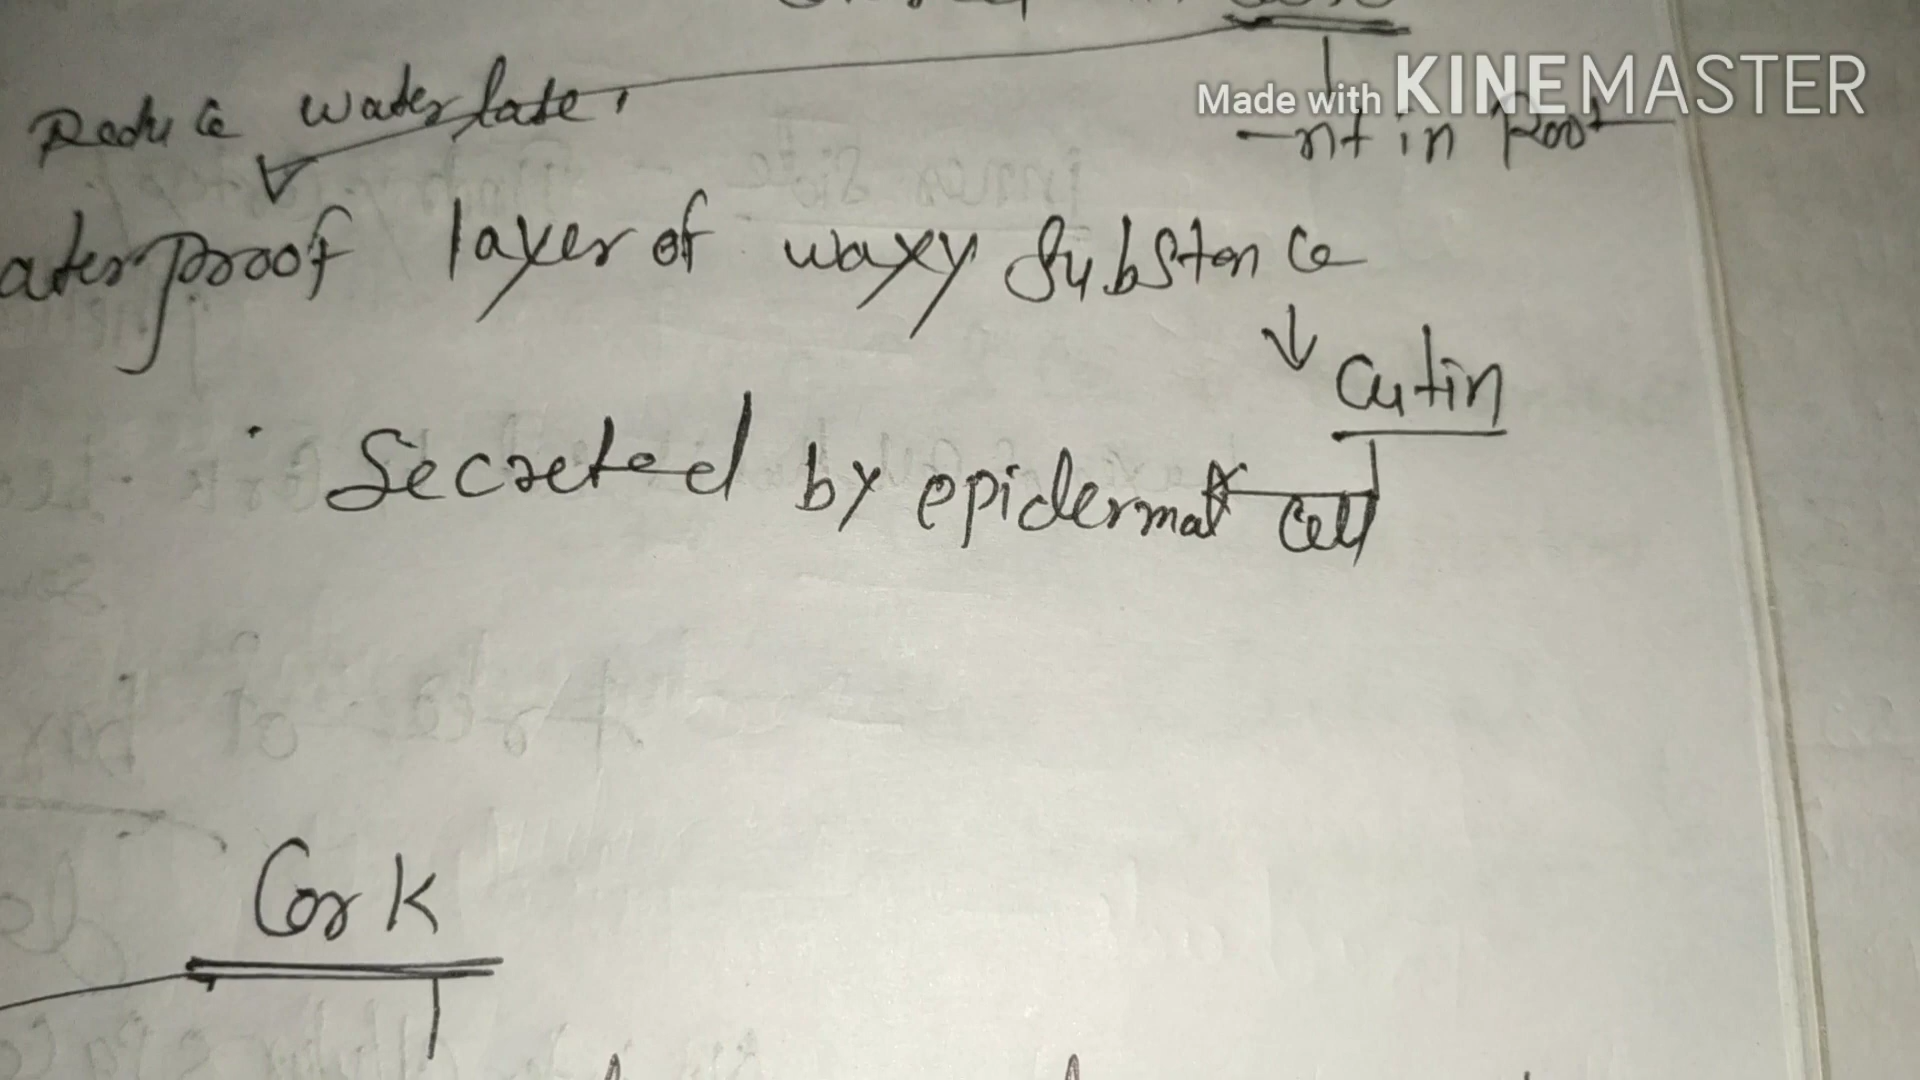 Reduce water late.
Made with KINEMASTER
-nt in Root
aterproof layer of waxy Substance
Cutin
Secreted by epidermal Cell
Cork